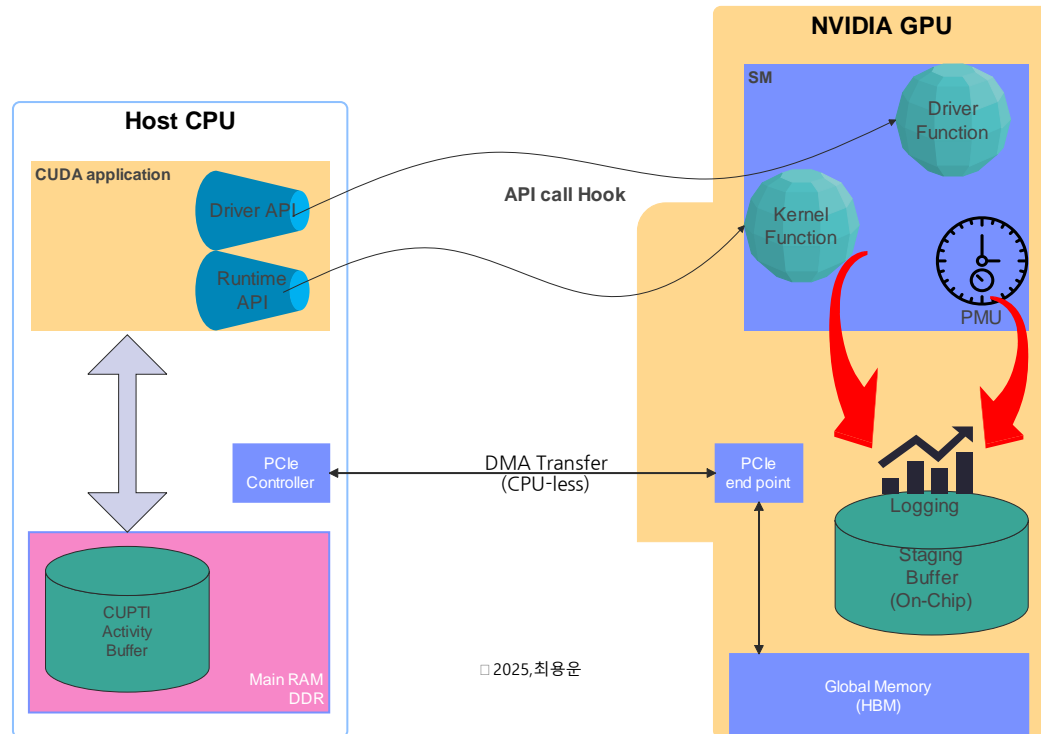 NVIDIA GPU
SM
Driver
Function
Host CPU
CUDA application
Driver API
API call Hook
Kernel
Function
Runtime
API
PMU
PCIe
Controller
DMA Transfer
(CPU-less)
PCIe
end point
Logging
Staging
Buffer
(On-Chip)
CUPTI
Activity
Buffer
Main RAM
DDR
□ 2025,최용운
Global Memory
(HBM)